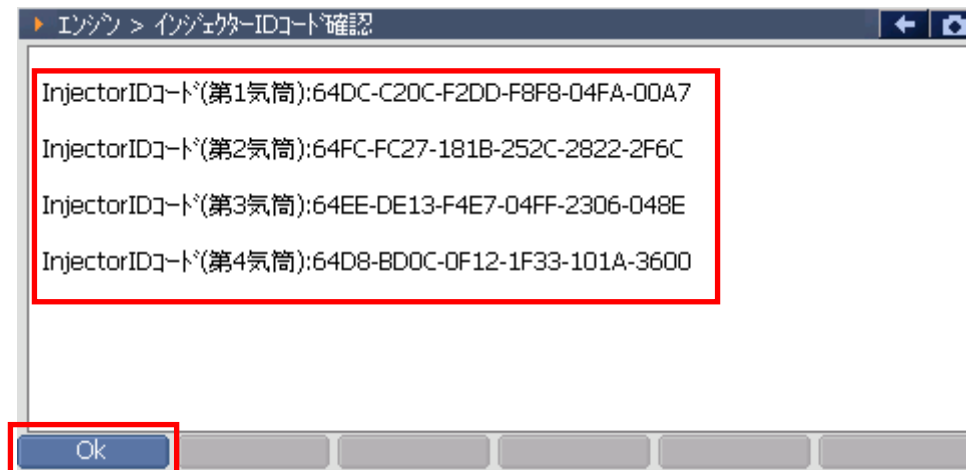 エンジン > インジェクターIDコード確認
InjectorIDコード(第1気筒):64DC-C20C-F2DD-F8F8-04FA-00A7
InjectorIDコード(第2気筒):64FC-FC27-181B-252C-2822-2F6C
InjectorIDコード(第3気筒):64EE-DE13-F4E7-04FF-2306-048E
InjectorIDコード(第4気筒):64D8-BD0C-0F12-1F33-101A-3600
Ok